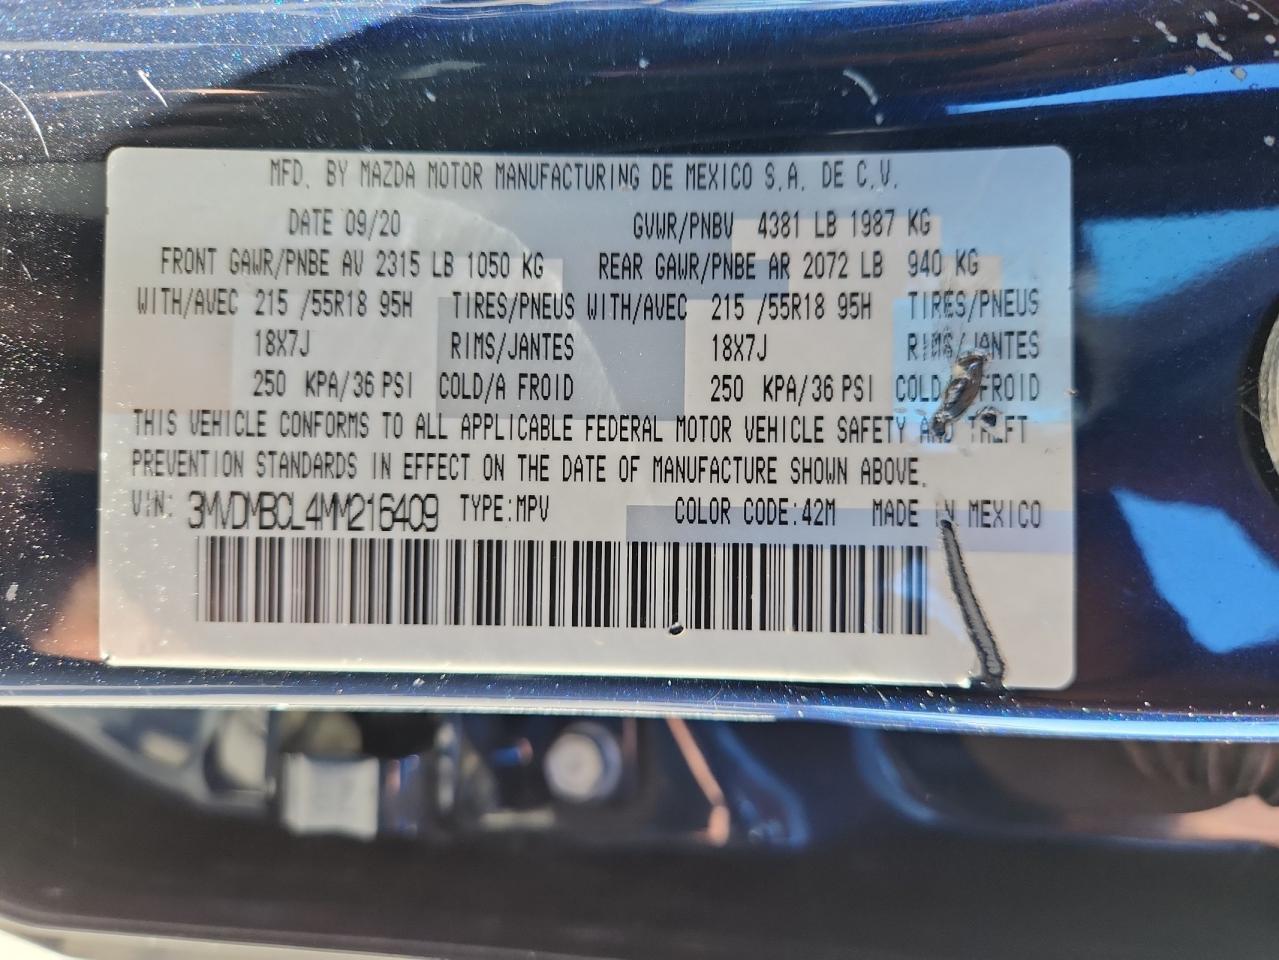 MFD. BY MAZDA MOTOR MANUFACTURING DE MEXICO S.A. DE C.V.
DATE 09/20 GVWR/PNBV 4381 LB 1987 KG
FRONT GAWR/PNBE AV 2315 LB 1050 KG REAR GAWR/PNBE AR 2072 LB 940 KG
WITH/AVEC 215 /55R18 95H TIRES/PNEUS WITH/AVEC 215 /55R18 95H TIRES/PNEUS
18X7J RIMS/JANTES 18X7J RIMS/JANTES
250 KPA/36 PSI COLD/A FROID 250 KPA/36 PSI COLD/ FROID
THIS VEHICLE CONFORMS TO ALL APPLICABLE FEDERAL MOTOR VEHICLE SAFETY AND THEFT
PREVENTION STANDARDS IN EFFECT ON THE DATE OF MANUFACTURE SHOWN ABOVE.
VIN: 3MVDMBCL4MM216409 TYPE:MPV COLOR CODE:42M MADE IN MEXICO